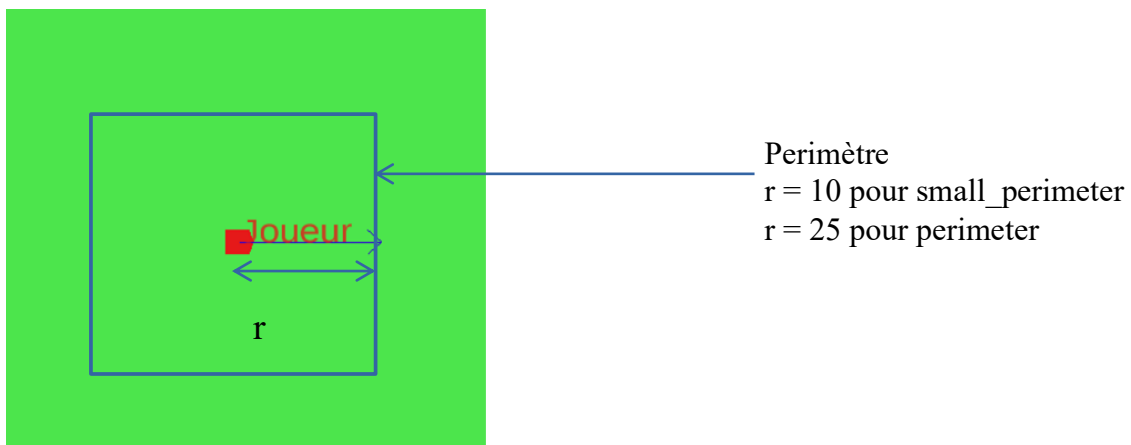 Perimètre
r = 10 pour small_perimeter
r = 25 pour perimeter
Joueur
r